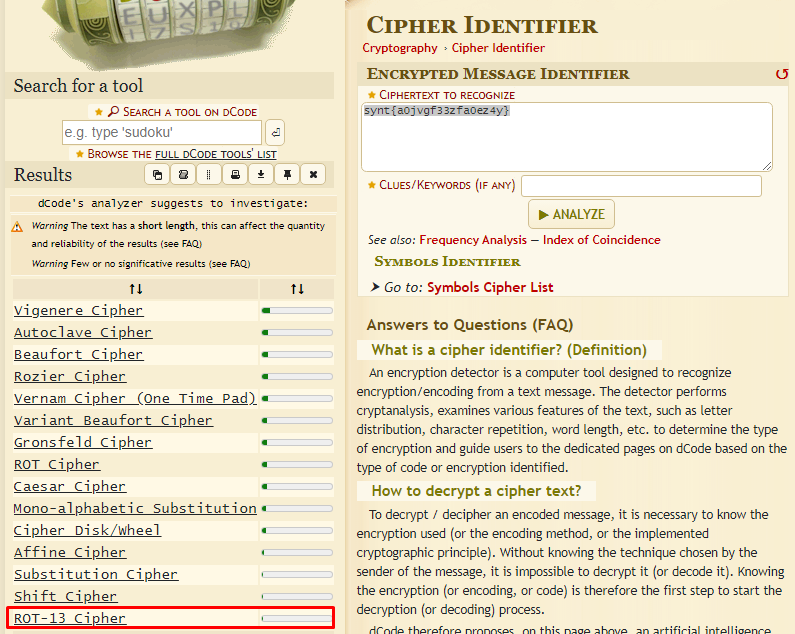 EUXPL
Search for a tool
★ 🔎 SEARCH A TOOL ON DCODE
e.g. type 'sudoku'
★ BROWSE THE FULL DCODE TOOLS' LIST
Results
dCode's analyzer suggests to investigate:
Warning The text has a short length, this can affect the quantity
and reliability of the results (see FAQ)
Warning Few or no significative results (see FAQ)
↑↓ ↑↓
Vigenere Cipher
Autoclave Cipher
Beaufort Cipher
Rozier Cipher
Vernam Cipher (One Time Pad)
Variant Beaufort Cipher
Gronsfeld Cipher
ROT Cipher
Caesar Cipher
Mono-alphabetic Substitution
Cipher Disk/Wheel
Affine Cipher
Substitution Cipher
Shift Cipher
ROT-13 Cipher
CIPHER IDENTIFIER
Cryptography › Cipher Identifier
ENCRYPTED MESSAGE IDENTIFIER
★ CIPHERTEXT TO RECOGNIZE
synt{a0jvgf33zfa0ez4y}
★ CLUES/KEYWORDS (IF ANY)
▶ ANALYZE
See also: Frequency Analysis — Index of Coincidence
SYMBOLS IDENTIFIER
➤ Go to: Symbols Cipher List
Answers to Questions (FAQ)
What is a cipher identifier? (Definition)
An encryption detector is a computer tool designed to recognize
encryption/encoding from a text message. The detector performs
cryptanalysis, examines various features of the text, such as letter
distribution, character repetition, word length, etc. to determine the type
of encryption and guide users to the dedicated pages on dCode based on the
type of code or encryption identified.
How to decrypt a cipher text?
To decrypt / decipher an encoded message, it is necessary to know the
encryption used (or the encoding method, or the implemented
cryptographic principle). Without knowing the technique chosen by the
sender of the message, it is impossible to decrypt it (or decode it). Knowing
the encryption (or encoding, or code) is therefore the first step to start the
decryption (or decoding) process.
dCode therefore proposes, on this page above, an artificial intelligence